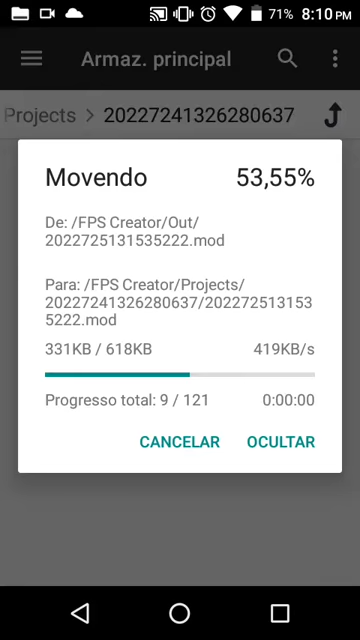 71% 8:10 PM
Armaz. principal
Projects > 20227241326280637
Movendo 53,55%
De: /FPS Creator/Out/
2022725131535222.mod
Para: /FPS Creator/Projects/
20227241326280637/202272513153
5222.mod
331KB / 618KB 419KB/s
Progresso total: 9 / 121 0:00:00
CANCELAR OCULTAR